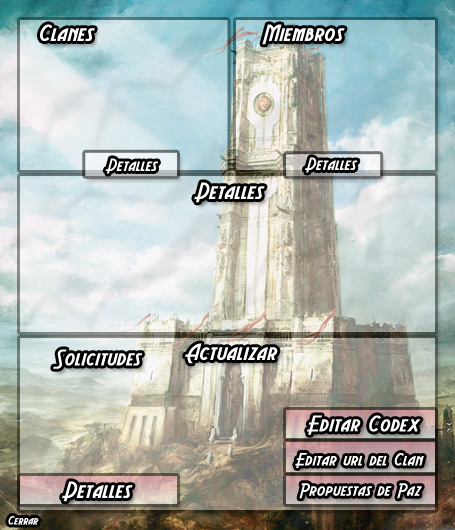 Clanes
Miembros
Detalles
Detalles
Detalles
Solicitudes
Actualizar
Editar Codex
Editar url del Clan
Detalles
Propuestas de Paz
Cerrar